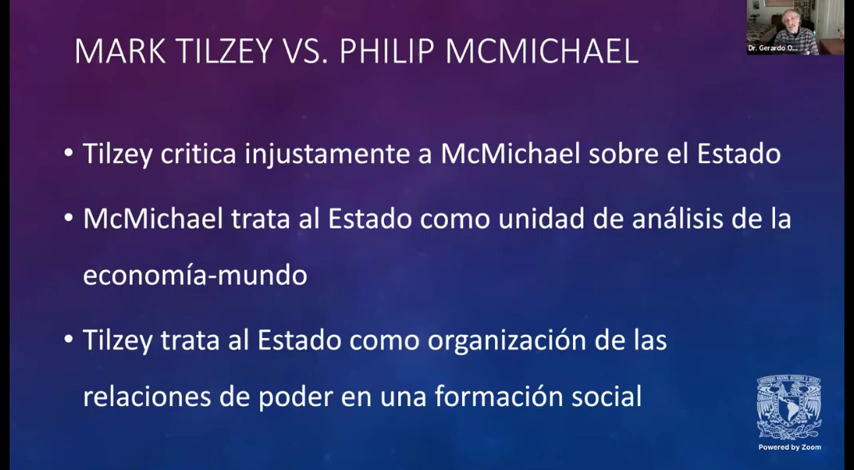 MARK TILZEY VS. PHILIP MCMICHAEL
Dr. Gerardo O...
• Tilzey critica injustamente a McMichael sobre el Estado
• McMichael trata al Estado como unidad de análisis de la
economía-mundo
• Tilzey trata al Estado como organización de las
relaciones de poder en una formación social
Powered by Zoom